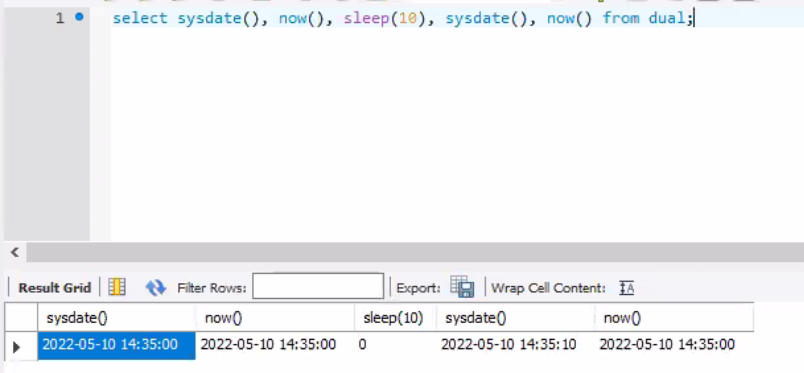 1 select sysdate(), now(), sleep(10), sysdate(), now() from dual;
Result Grid Filter Rows: Export: Wrap Cell Content: IA
sysdate() now() sleep(10) sysdate() now()
2022-05-10 14:35:00 2022-05-10 14:35:00 0 2022-05-10 14:35:10 2022-05-10 14:35:00